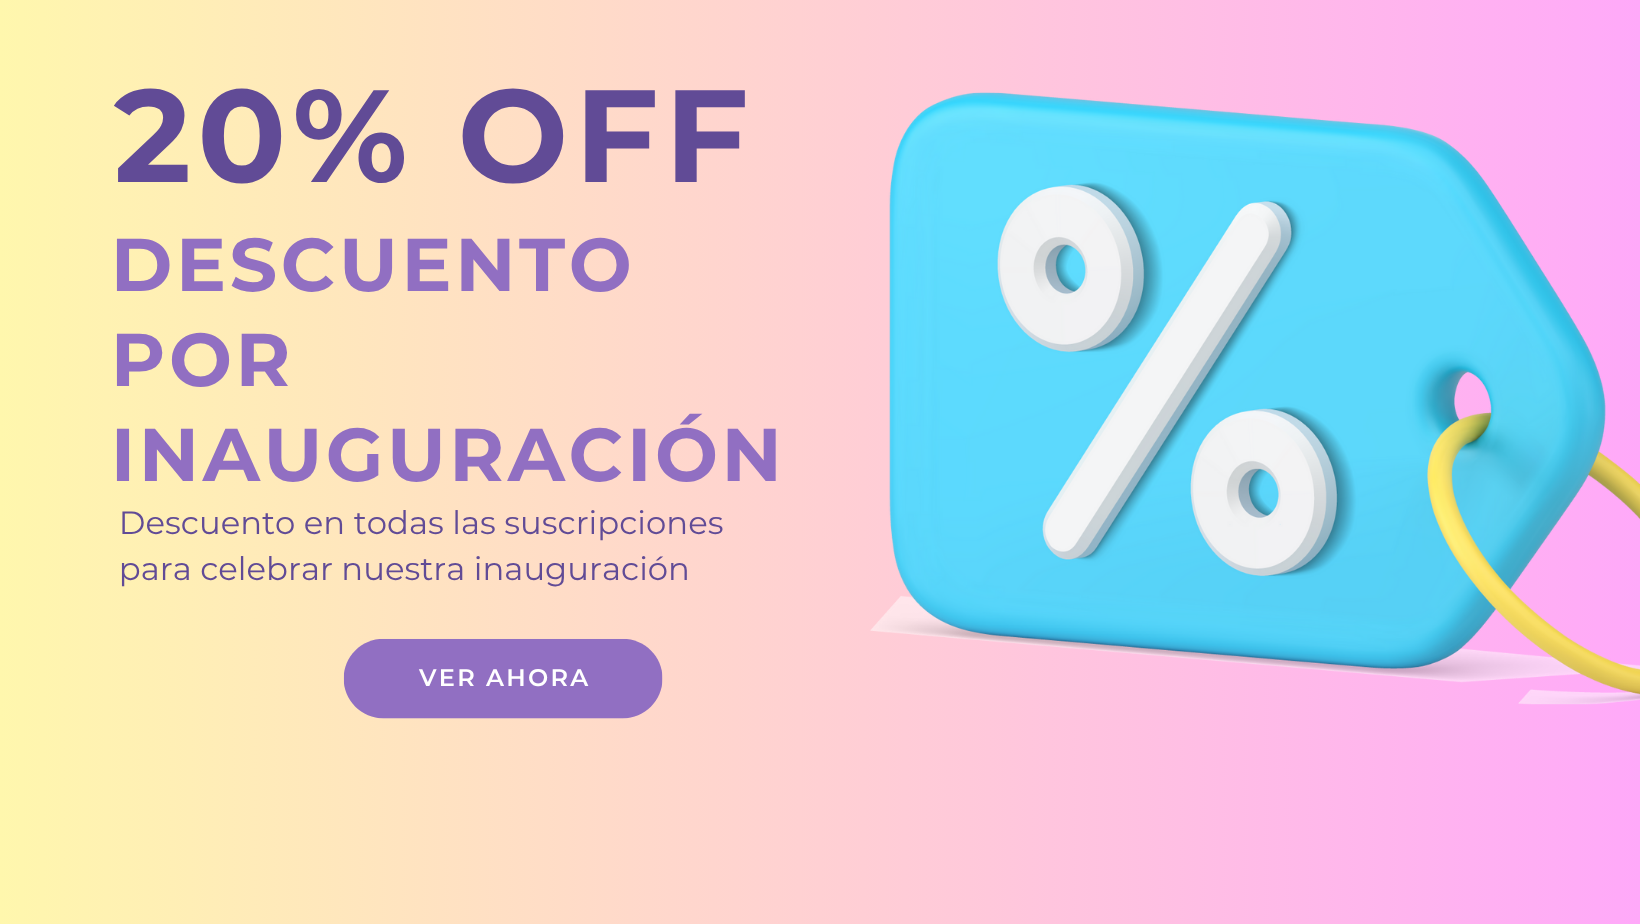 20% OFF
DESCUENTO
POR
INAUGURACIÓN
Descuento en todas las suscripciones
para celebrar nuestra inauguración
VER AHORA
%